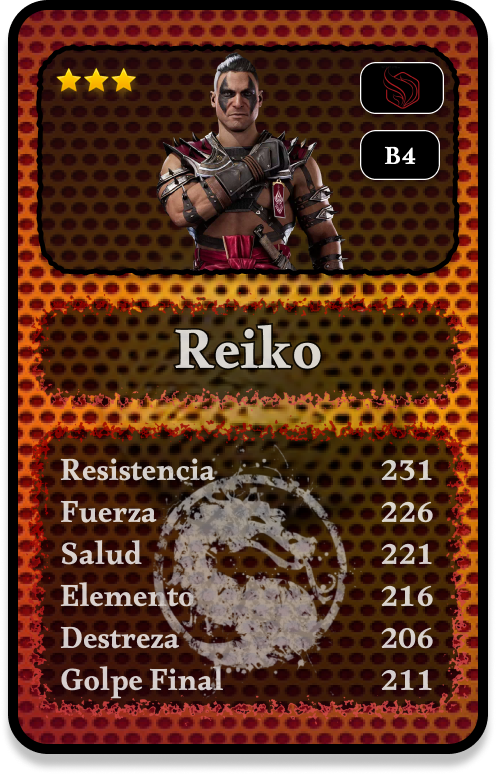 B4
Reiko
Resistencia 231
Fuerza 226
Salud 221
Elemento 216
Destreza 206
Golpe Final 211